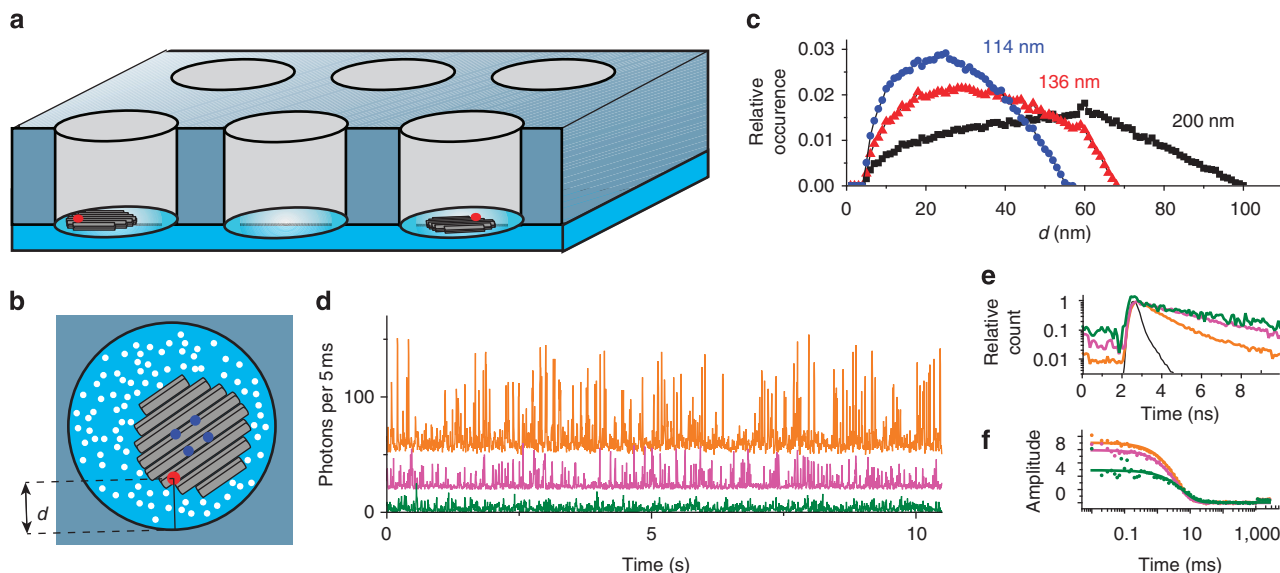 a
b
d
c
Relative
occurence
0.03
0.02
0.01
0.00
114 nm
136 nm
200 nm
0
20
40
60
80
100
d (nm)
d
Photons per 5 ms
100
0
0
5
10
Time (s)
e
Relative
count
1
0.1
0.01
0
2
4
6
8
Time (ns)
f
Amplitude
8
4
0
0.1
10
1,000
Time (ms)